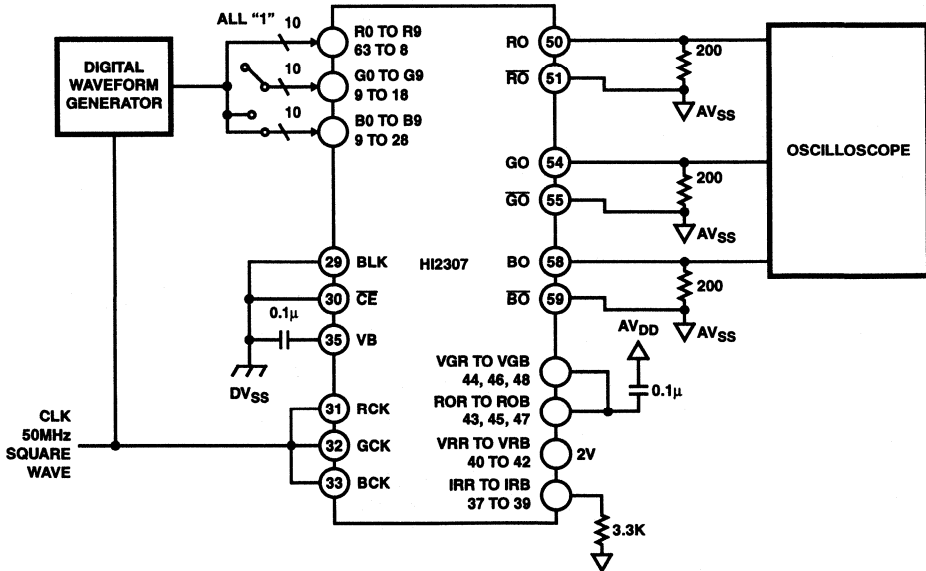 ALL “1”
10
10
10
DIGITAL
WAVEFORM
GENERATOR
R0 TO R9
63 TO 8
G0 TO G9
9 TO 18
B0 TO B9
9 TO 28
29 BLK
30 C̅E̅
0.1μ
35 VB
DVSS
31 RCK
32 GCK
33 BCK
CLK
50MHz
SQUARE
WAVE
HI2307
RO 50
R̅O̅ 51
200
AVSS
GO 54
G̅O̅ 55
200
AVSS
BO 58
B̅O̅ 59
200
AVSS
OSCILLOSCOPE
AVDD
0.1μ
VGR TO VGB
44, 46, 48
ROR TO ROB
43, 45, 47
VRR TO VRB
40 TO 42
2V
IRR TO IRB
37 TO 39
3.3K